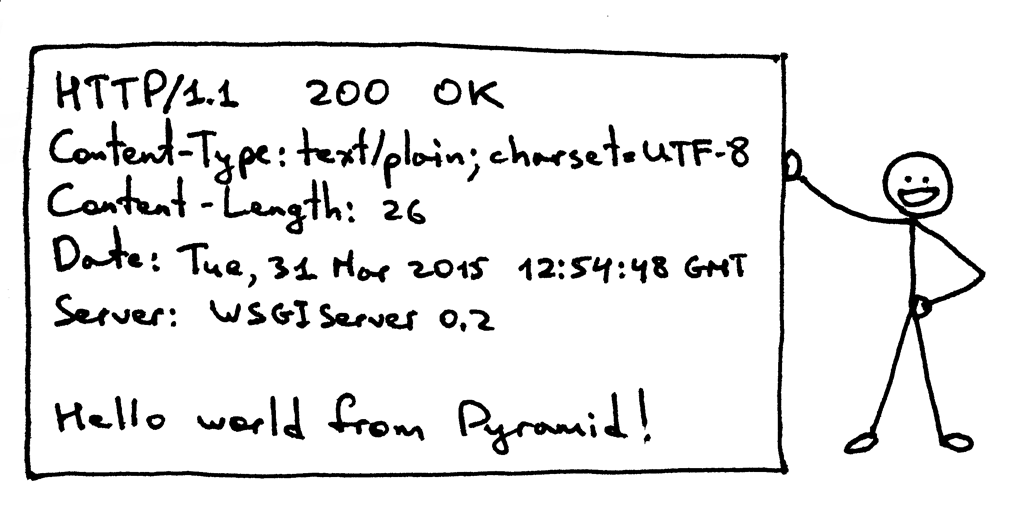 HTTP/1.1 200 OK
Content-Type: text/plain; charset=UTF-8
Content-Length: 26
Date: Tue, 31 Mar 2015 12:54:48 GMT
Server: WSGIServer 0.2
Hello world from Pyramid!